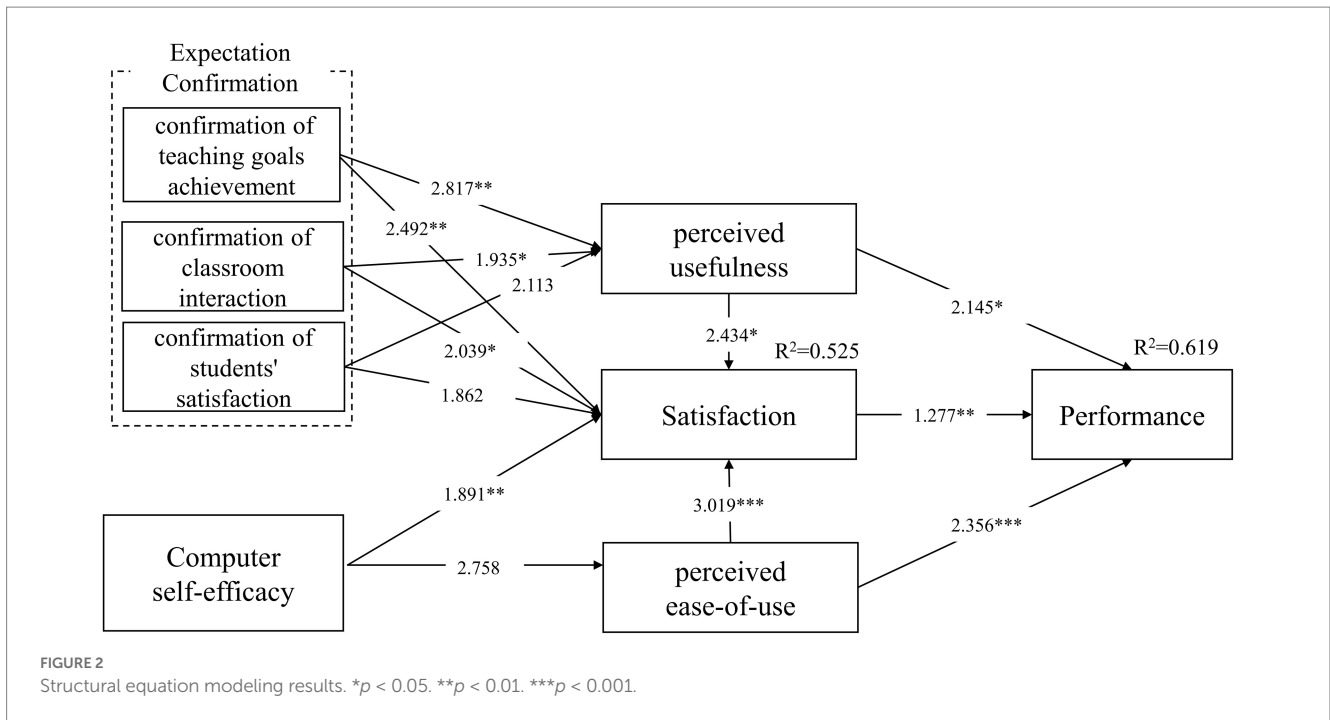 Expectation
Confirmation
confirmation of
teaching goals
achievement
confirmation of
classroom
interaction
confirmation of
students'
satisfaction
Computer
self-efficacy
2.817**
2.492**
1.935*
2.113
2.039*
1.862
1.891**
2.758
perceived
usefulness
2.434*
R²=0.525
Satisfaction
3.019***
perceived
ease-of-use
2.145*
1.277**
2.356***
R²=0.619
Performance
FIGURE 2
Structural equation modeling results. *p < 0.05. **p < 0.01. ***p < 0.001.